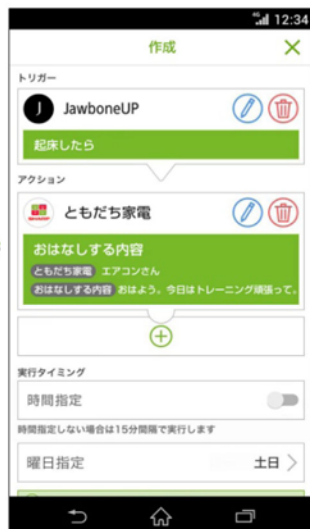 12:34
作成
トリガー
JawboneUP
起床したら
アクション
ともだち家電
おはなしする内容
ともだち家電 エアコンさん
おはなしする内容 おはよう。今日はトレーニング頑張って。
実行タイミング
時間指定
時間指定しない場合は15分間隔で実行します
曜日指定 土日